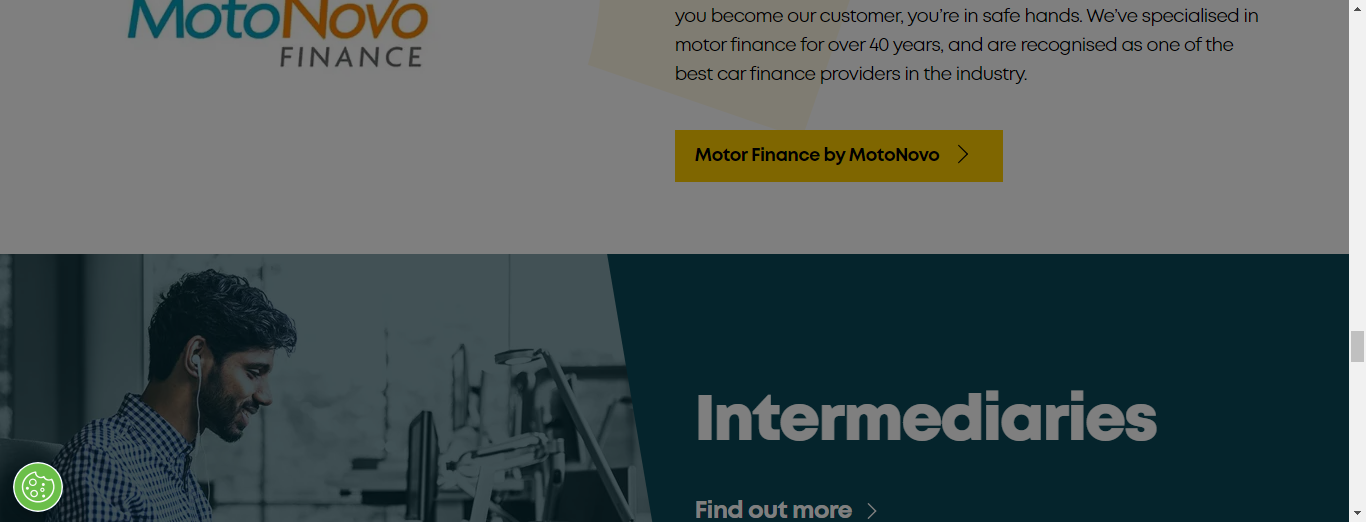 MotoNovo
FINANCE
you become our customer, you’re in safe hands. We’ve specialised in
motor finance for over 40 years, and are recognised as one of the
best car finance providers in the industry.
Motor Finance by MotoNovo
Intermediaries
Find out more